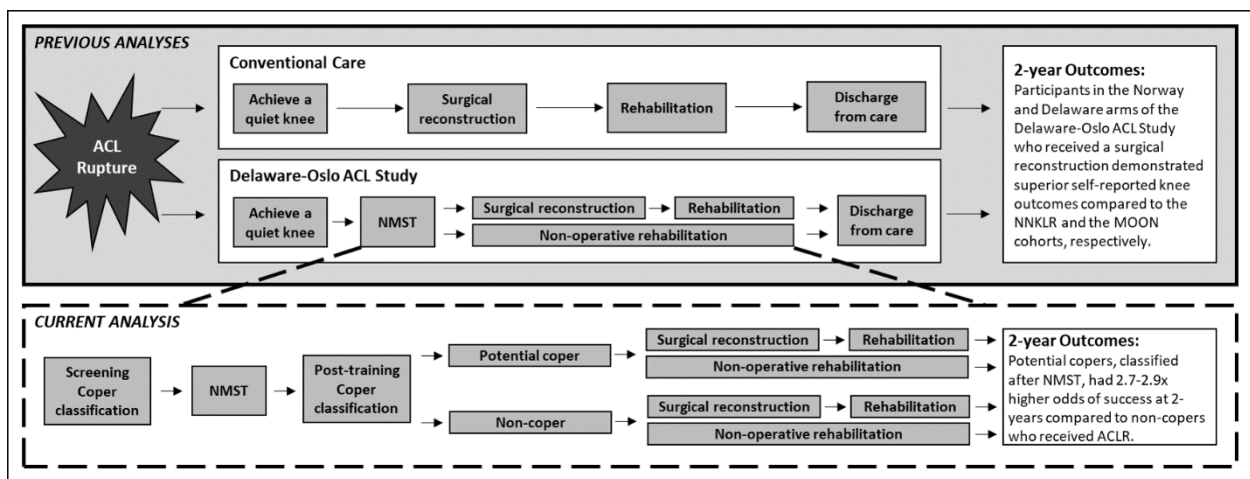 PREVIOUS ANALYSES
ACL
Rupture
Conventional Care
Achieve a
quiet knee
Surgical
reconstruction
Rehabilitation
Discharge
from care
Delaware-Oslo ACL Study
Achieve a
quiet knee
NMST
Surgical reconstruction
Rehabilitation
Non-operative rehabilitation
Discharge
from care
2-year Outcomes:
Participants in the Norway
and Delaware arms of the
Delaware-Oslo ACL Study
who received a surgical
reconstruction demonstrated
superior self-reported knee
outcomes compared to the
NNKLR and the MOON
cohorts, respectively.
CURRENT ANALYSIS
Screening
Coper
classification
NMST
Post-training
Coper
classification
Potential coper
Surgical reconstruction
Rehabilitation
Non-operative rehabilitation
Non-coper
Surgical reconstruction
Rehabilitation
Non-operative rehabilitation
2-year Outcomes:
Potential copers, classified
after NMST, had 2.7-2.9x
higher odds of success at 2-
years compared to non-copers
who received ACLR.